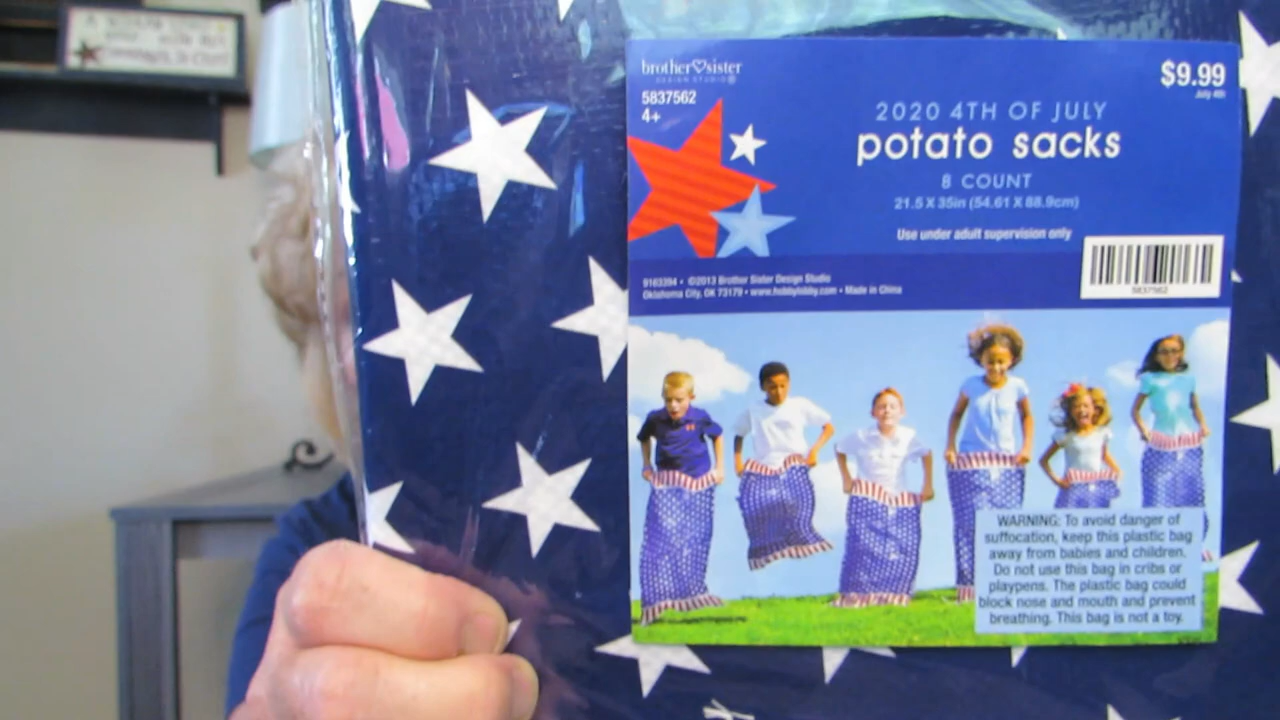 brother sister
DESIGN STUDIO
5837562
4+
$9.99
July 4th
2020 4TH OF JULY
potato sacks
8 COUNT
21.5 X 35in (54.61 X 88.9cm)
Use under adult supervision only
5837562
9163394 • ©2013 Brother Sister Design Studio
Oklahoma City, OK 73179 • www.hobbylobby.com • Made in China
WARNING: To avoid danger of
suffocation, keep this plastic bag
away from babies and children.
Do not use this bag in cribs or
playpens. The plastic bag could
block nose and mouth and prevent
breathing. This bag is not a toy.